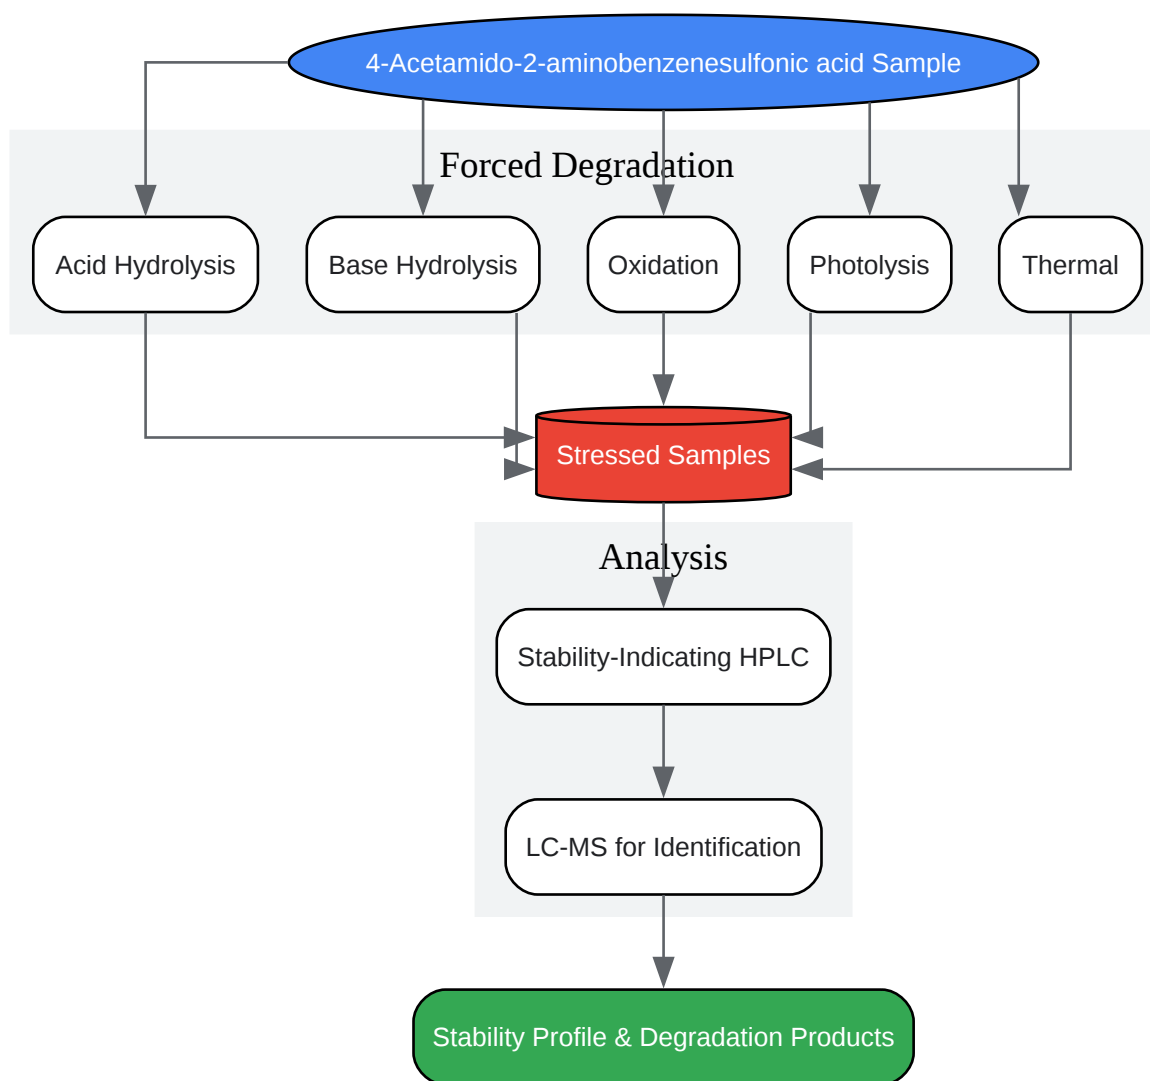 4-Acetamido-2-aminobenzenesulfonic acid Sample
Forced Degradation
Acid Hydrolysis
Base Hydrolysis
Oxidation
Photolysis
Thermal
Stressed Samples
Analysis
Stability-Indicating HPLC
LC-MS for Identification
Stability Profile & Degradation Products